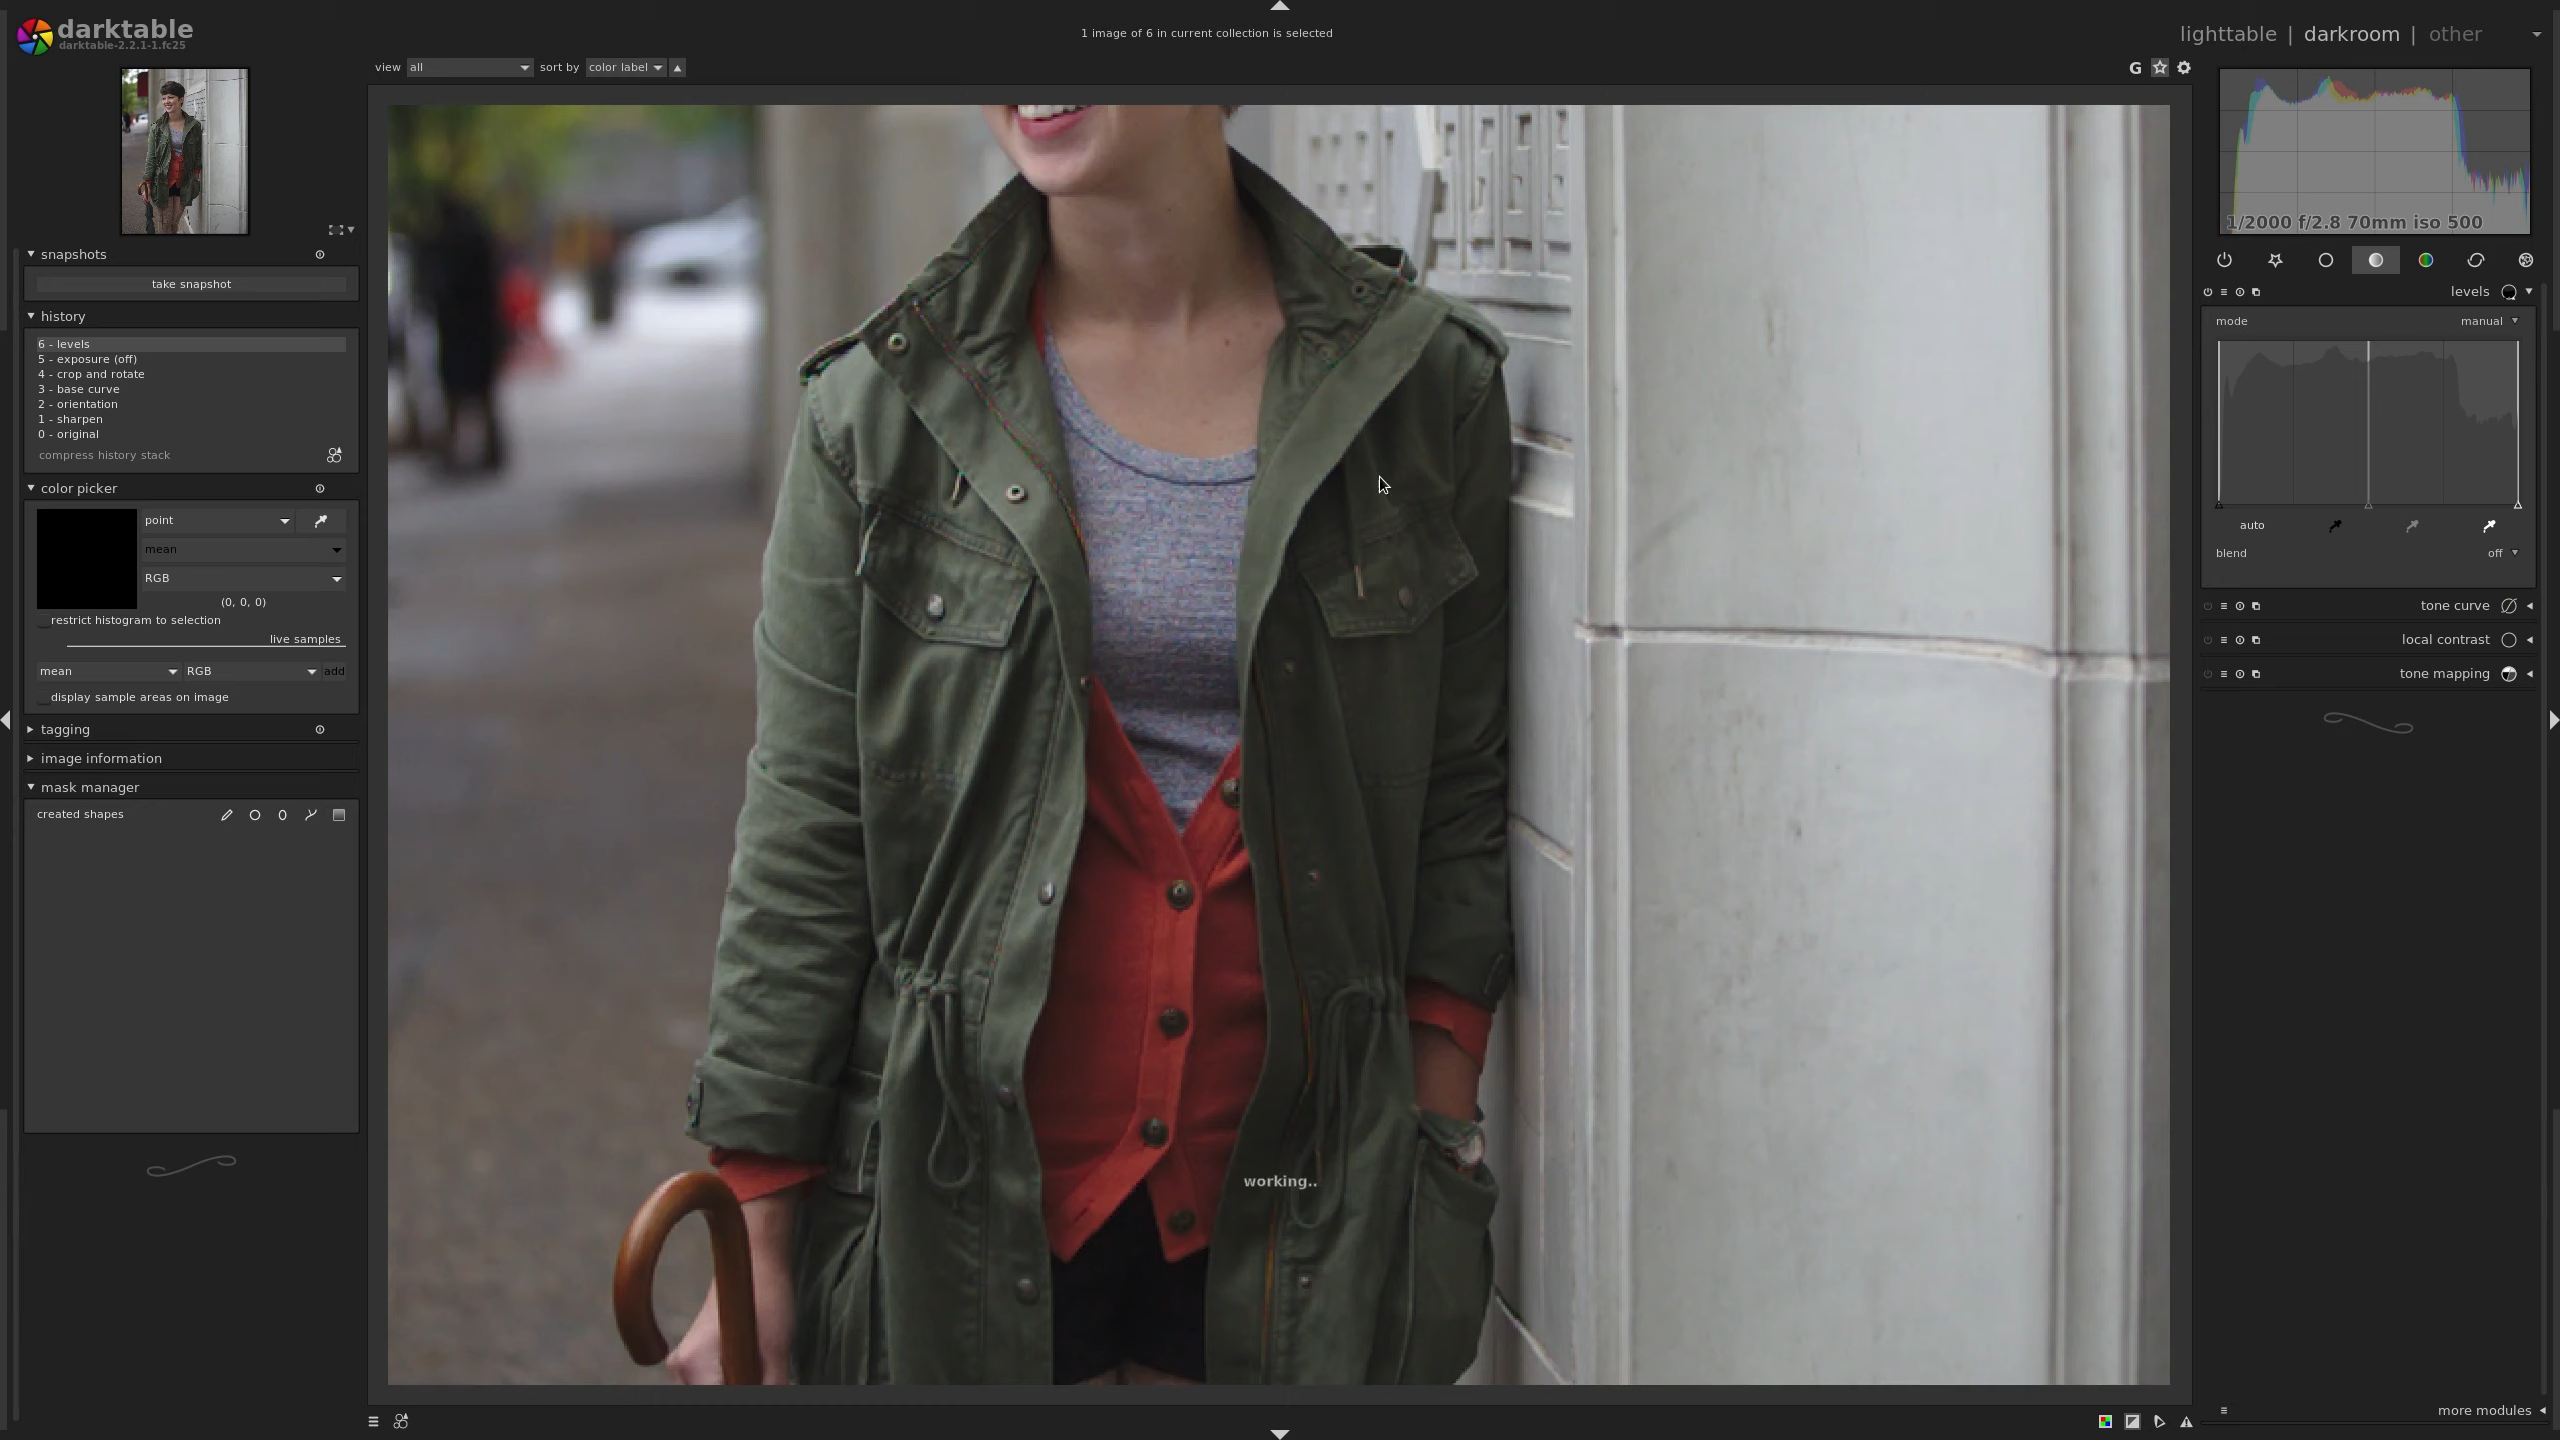 darktable
darktable-2.2.1-1.fc25
1 image of 6 in current collection is selected
lighttable | darkroom | other
view all sort by color label
G
snapshots
take snapshot
history
6 - levels
5 - exposure (off)
4 - crop and rotate
3 - base curve
2 - orientation
1 - sharpen
0 - original
compress history stack
color picker
point
mean
RGB
(0, 0, 0)
restrict histogram to selection
live samples
mean RGB add
display sample areas on image
tagging
image information
mask manager
created shapes
working..
1/2000 f/2.8 70mm iso 500
levels
mode manual
auto
blend off
tone curve
local contrast
tone mapping
more modules